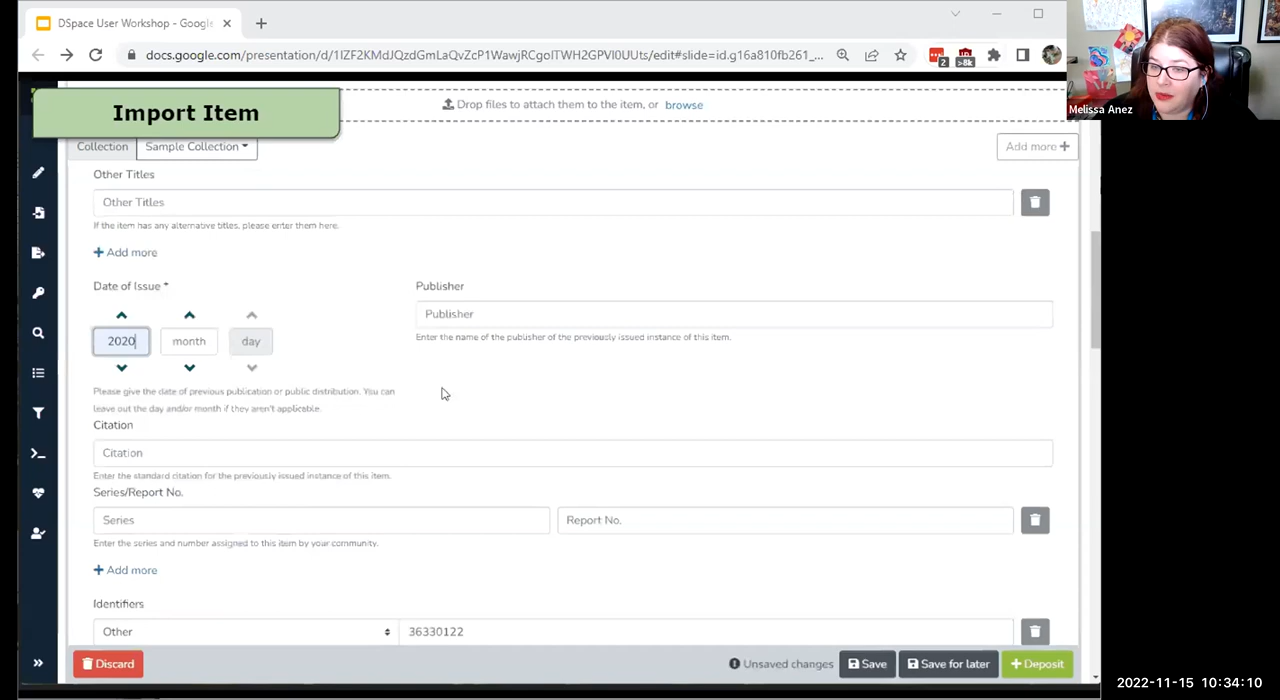 DSpace User Workshop - Googl
docs.google.com/presentation/d/1IZF2KMdJQzdGmLaQvZcP1WawjRCgoITWH2GPVI0UUts/edit#slide=id.g16a810fb261_...
2
>8k
Melissa Anez
Import Item
Drop files to attach them to the item, or browse
Collection
Sample Collection
Add more +
Other Titles
Other Titles
If the item has any alternative titles, please enter them here.
+ Add more
Date of Issue *
Publisher
2020
month
day
Publisher
Enter the name of the publisher of the previously issued instance of this item.
Please give the date of previous publication or public distribution. You can
leave out the day and/or month if they aren't applicable.
Citation
Citation
Enter the standard citation for the previously issued instance of this item.
Series/Report No.
Series
Report No.
Enter the series and number assigned to this item by your community.
+ Add more
Identifiers
Other
36330122
Discard
Unsaved changes
Save
Save for later
+ Deposit
2022-11-15 10:34:10